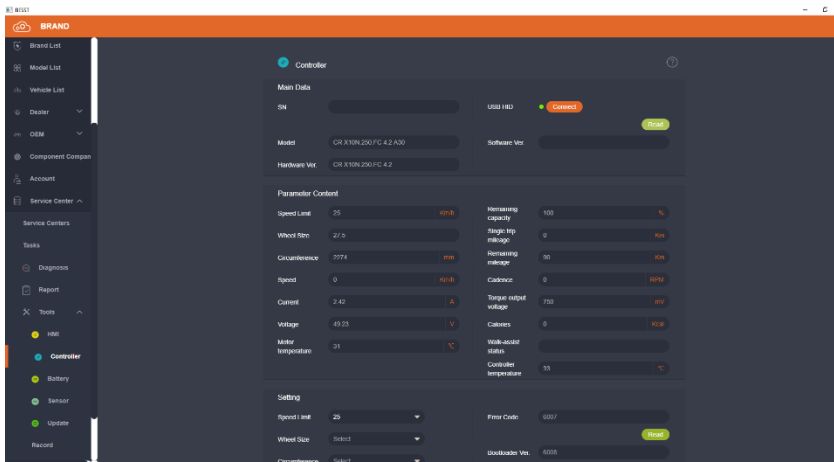 BESST
BRAND
Brand List
Model List
Vehicle List
Dealer
OEM
Component Compan
Account
Service Center
Service Centers
Tasks
Diagnosis
Report
Tools
HMI
Controller
Battery
Sensor
Update
Record
Controller
Main Data
SN
USB HID Connect
Read
Model CR X10N.250.FC 4.2 A30 Software Ver.
Hardware Ver. CR X10N.250.FC 4.2
Parameter Content
Speed Limit 25 Km/h Remaining capacity 100 %
Wheel Size 27.5 Single trip mileage 0 Km
Circumference 2274 mm Remaining mileage 90 Km
Speed 0 Km/h Cadence 0 RPM
Current 2.42 A Torque output voltage 750 mV
Voltage 49.23 V Calories 0 Kcal
Motor temperature 31 ℃ Walk-assist status
Controller temperature 33 ℃
Setting
Speed Limit 25 Error Code 0007
Read
Wheel Size Select
Bootloader Ver. 6008
Circumference Select